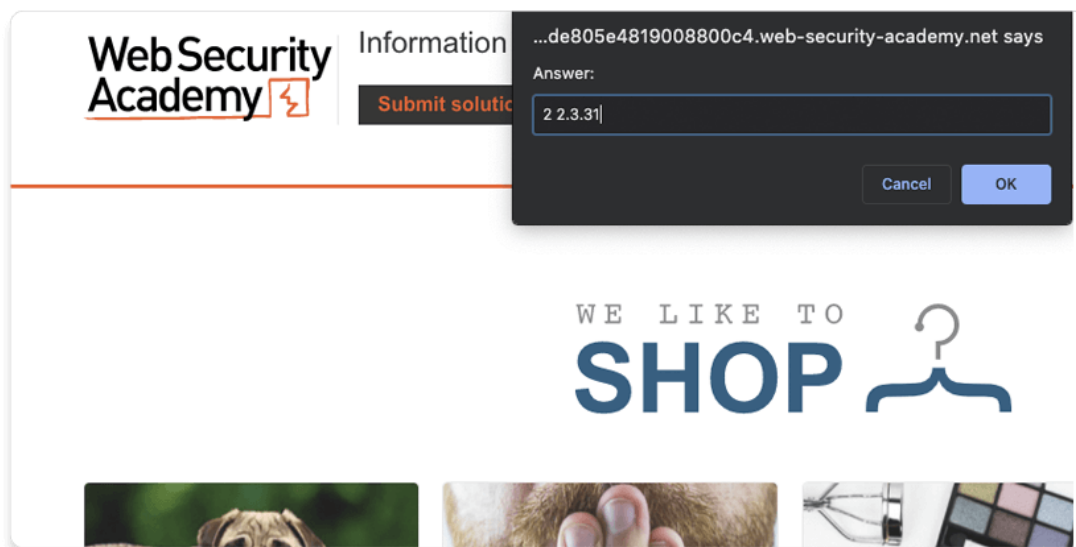 Web Security
Academy
Information
Submit solutio
...de805e4819008800c4.web-security-academy.net says
Answer:
2 2.3.31
Cancel
OK
WE LIKE TO
SHOP